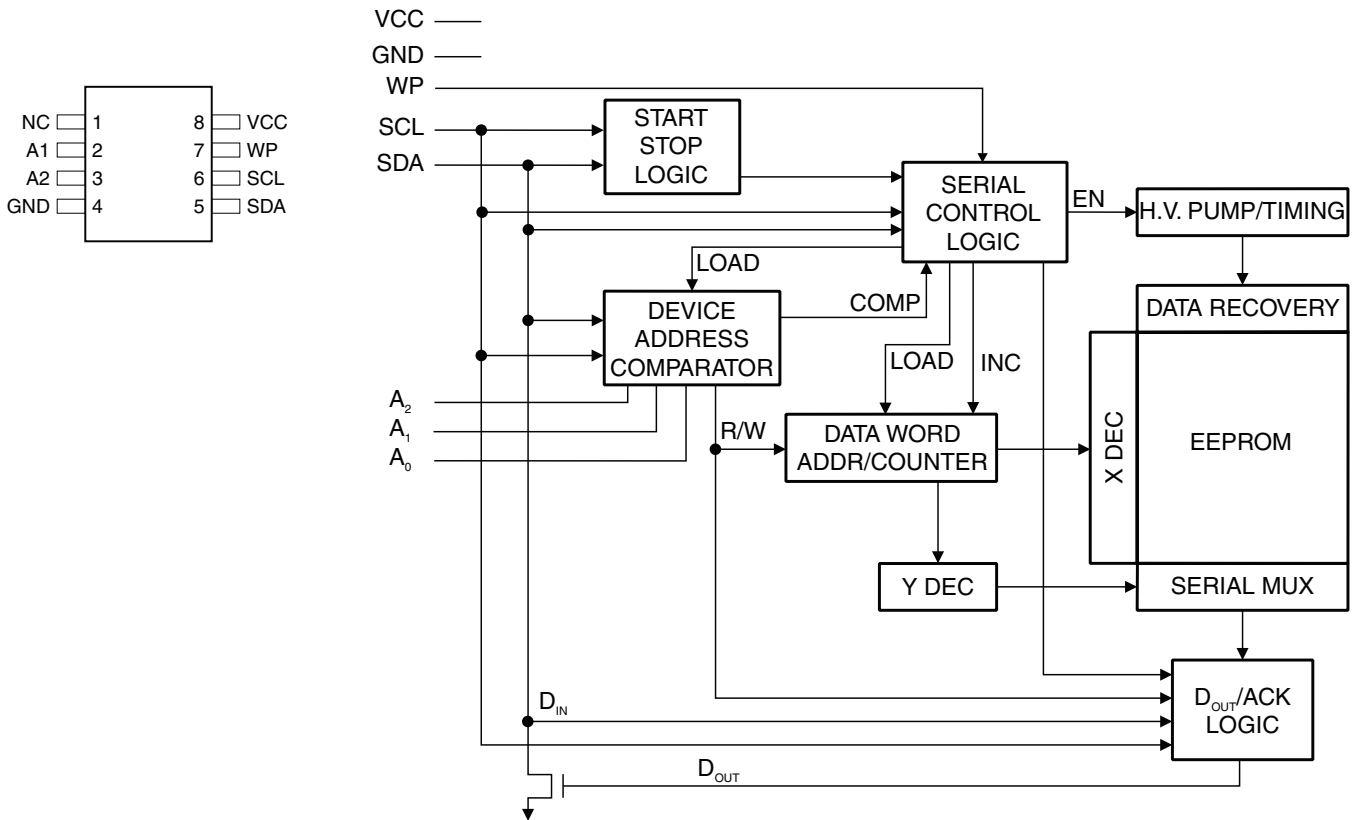 NC 1 8 VCC
A1 2 7 WP
A2 3 6 SCL
GND 4 5 SDA
VCC
GND
WP
SCL
SDA
START
STOP
LOGIC
SERIAL
CONTROL
LOGIC
EN
H.V. PUMP/TIMING
LOAD
COMP
DEVICE
ADDRESS
COMPARATOR
DATA RECOVERY
LOAD
INC
A2
A1
A0
R/W
DATA WORD
ADDR/COUNTER
X DEC
EEPROM
Y DEC
SERIAL MUX
DIN
DOUT/ACK
LOGIC
DOUT